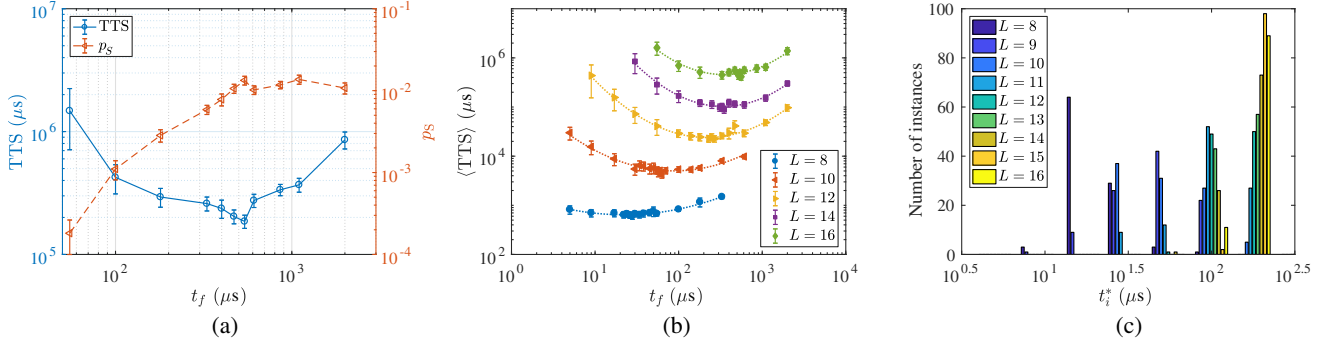 10^7
10^6
10^5
TTS (μs)
TTS
p_S
10^-1
10^-2
10^-3
10^-4
p_S
10^2
10^3
t_f (μs)
(a)
10^6
10^4
10^2
⟨TTS⟩ (μs)
L = 8
L = 10
L = 12
L = 14
L = 16
10^0
10^1
10^2
10^3
10^4
t_f (μs)
(b)
100
80
60
40
20
0
Number of instances
L = 8
L = 9
L = 10
L = 11
L = 12
L = 13
L = 14
L = 15
L = 16
10^0.5
10^1
10^1.5
10^2
10^2.5
t_i^* (μs)
(c)